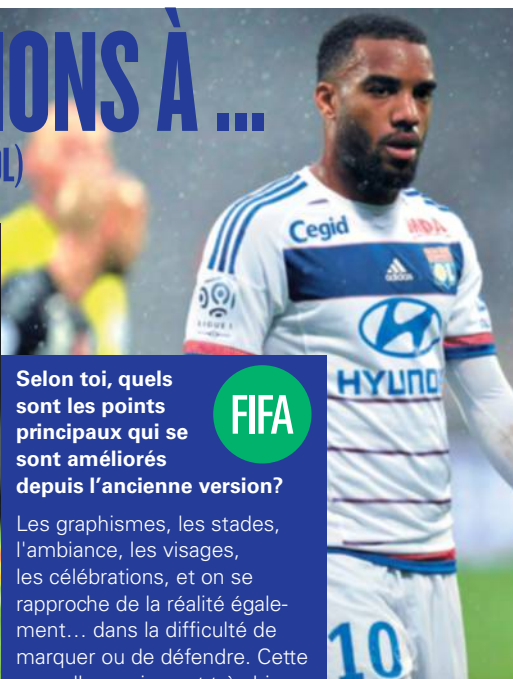 IONS À ...
OL)
Cegid
adidas
LIGUE 1
HYUND
10
FIFA
Selon toi, quels
sont les points
principaux qui se
sont améliorés
depuis l'ancienne version?
Les graphismes, les stades,
l'ambiance, les visages,
les célébrations, et on se
rapproche de la réalité égale-
ment… dans la difficulté de
marquer ou de défendre. Cette